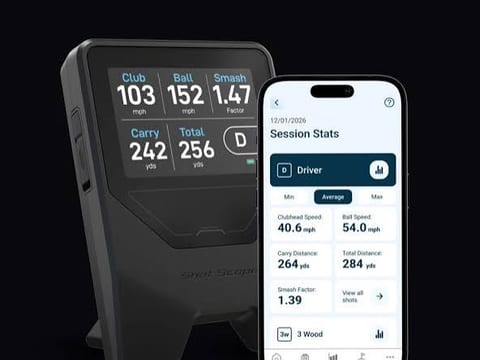 Club Ball Smash
103 152 1.47
mph mph Factor
Carry Total
242 256 D
yds yds
Shot Scope
12/01/2026
Session Stats
D Driver
Min Average Max
Clubhead Speed: Ball Speed:
40.6 mph 54.0 mph
Carry Distance: Total Distance:
264 yds 284 yds
Smash Factor: View all
1.39 shots
3w 3 Wood